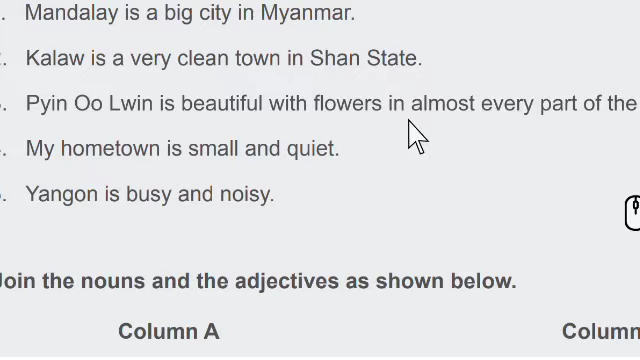 . Mandalay is a big city in Myanmar.
. Kalaw is a very clean town in Shan State.
. Pyin Oo Lwin is beautiful with flowers in almost every part of the
. My hometown is small and quiet.
. Yangon is busy and noisy.
Join the nouns and the adjectives as shown below.
Column A Column